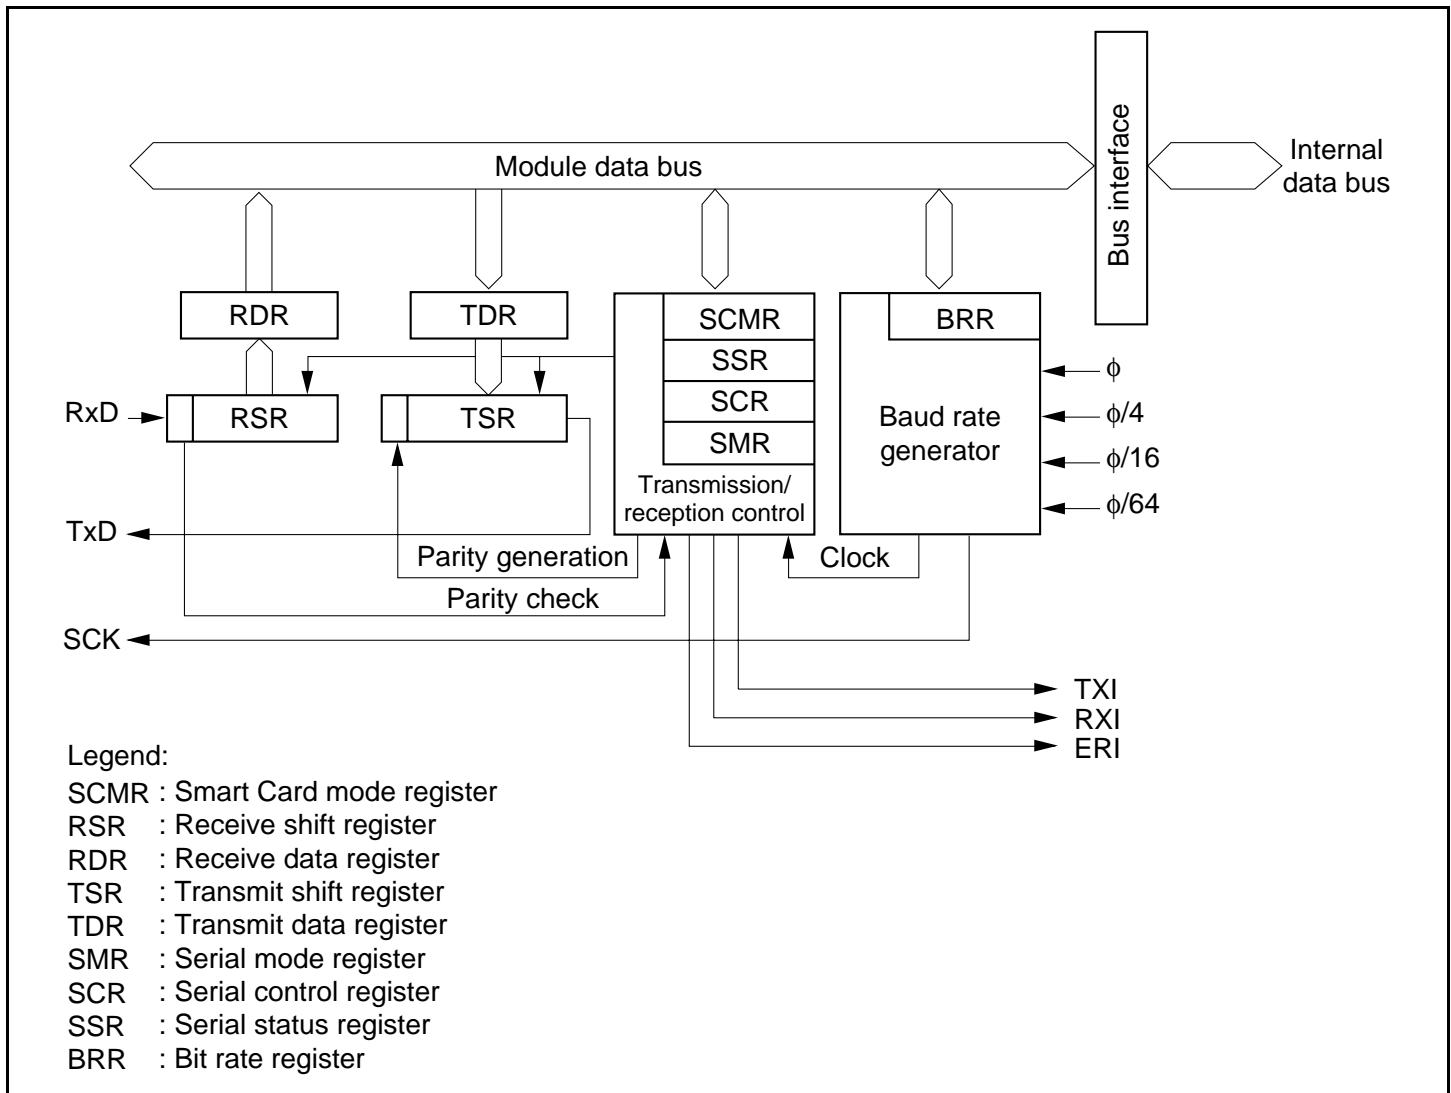 Module data bus
Bus interface
Internal
data bus
RDR
TDR
SCMR
SSR
SCR
SMR
Transmission/
reception control
BRR
Baud rate
generator
ϕ
ϕ/4
ϕ/16
ϕ/64
RxD
RSR
TSR
TxD
Parity generation
Clock
Parity check
SCK
TXI
RXI
ERI
Legend:
SCMR : Smart Card mode register
RSR : Receive shift register
RDR : Receive data register
TSR : Transmit shift register
TDR : Transmit data register
SMR : Serial mode register
SCR : Serial control register
SSR : Serial status register
BRR : Bit rate register